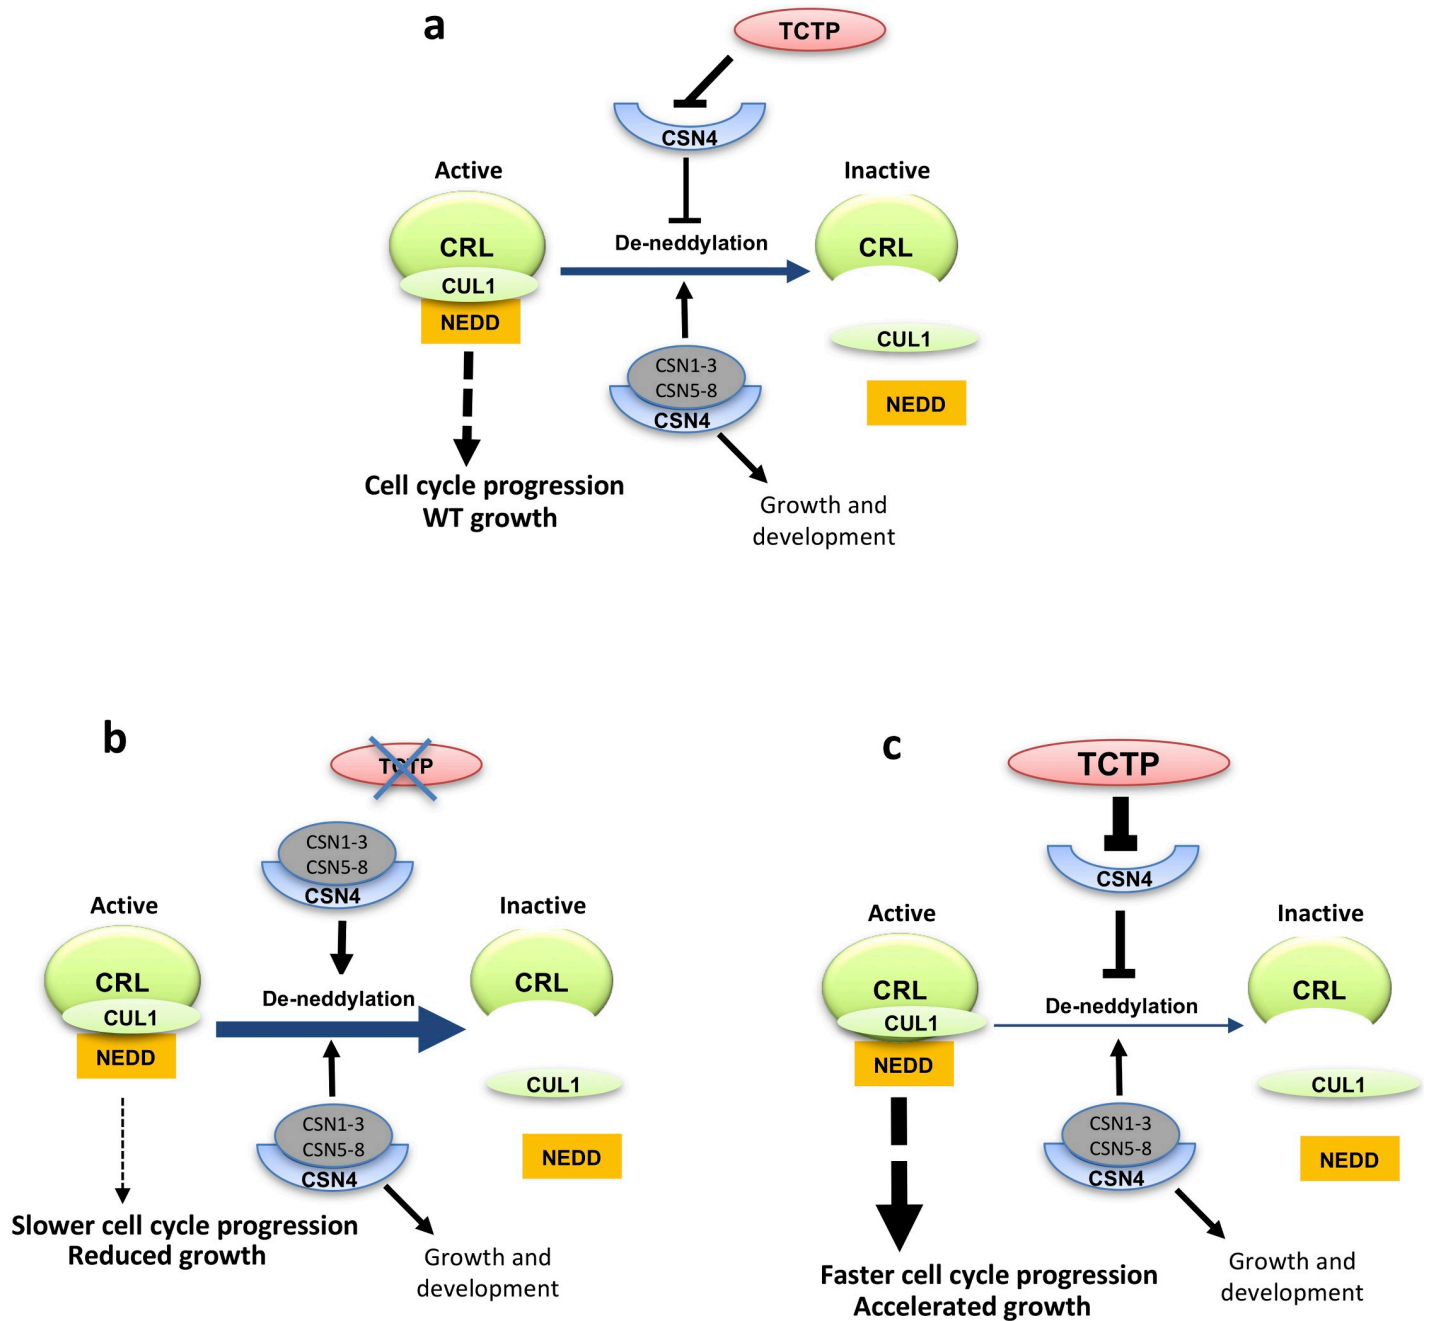 a
TCTP
CSN4
Active
Inactive
De-neddylation
CRL
CRL
CUL1
NEDD
CUL1
CSN1-3
CSN5-8
CSN4
NEDD
Cell cycle progression
WT growth
Growth and
development
b
TCTP
CSN1-3
CSN5-8
CSN4
Active
Inactive
CRL
CRL
De-neddylation
CUL1
NEDD
CUL1
CSN1-3
CSN5-8
CSN4
NEDD
Slower cell cycle progression
Reduced growth
Growth and
development
c
TCTP
CSN4
Active
Inactive
CRL
CRL
De-neddylation
CUL1
NEDD
CUL1
CSN1-3
CSN5-8
CSN4
NEDD
Faster cell cycle progression
Accelerated growth
Growth and
development